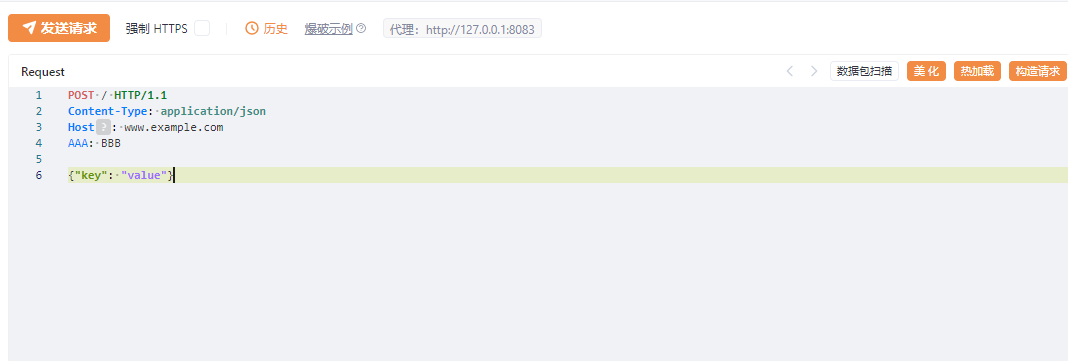 发送请求 强制 HTTPS 历史 爆破示例 代理：http://127.0.0.1:8083
Request 数据包扫描 美化 热加载 构造请求
1 POST / HTTP/1.1
2 Content-Type: application/json
3 Host?: www.example.com
4 AAA: BBB
5
6 {"key": "value"}